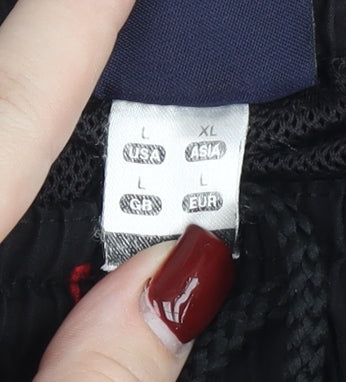 L XL
USA ASIA
L L
GB EUR